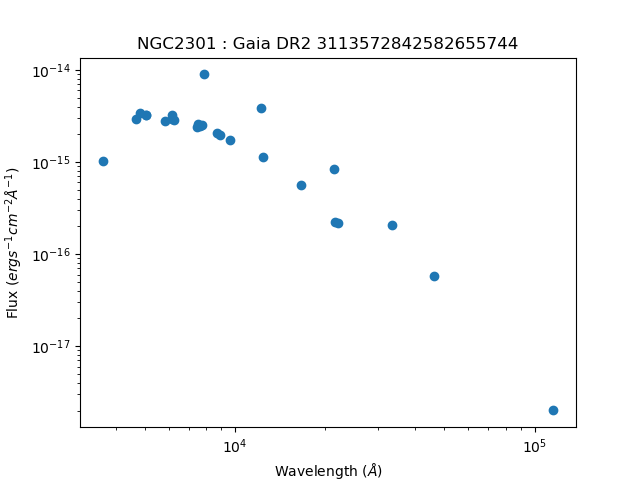 NGC2301 : Gaia DR2 3113572842582655744
10⁻¹⁴
10⁻¹⁵
10⁻¹⁶
10⁻¹⁷
Flux (ergs⁻¹cm⁻²Å⁻¹)
10⁴
10⁵
Wavelength (Å)